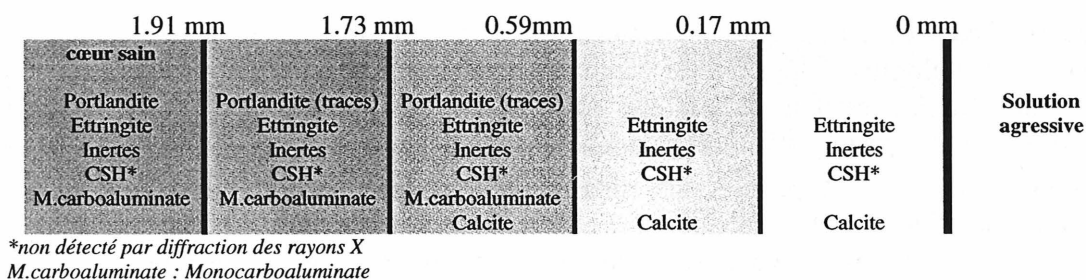 1.91 mm 1.73 mm 0.59mm 0.17 mm 0 mm
cœur sain
Portlandite Portlandite (traces) Portlandite (traces) Solution
Ettringite Ettringite Ettringite Ettringite Ettringite agressive
Inertes Inertes Inertes Inertes Inertes
CSH* CSH* CSH* CSH* CSH*
M.carboaluminate M.carboaluminate M.carboaluminate
Calcite Calcite Calcite
*non détecté par diffraction des rayons X
M.carboaluminate : Monocarboaluminate